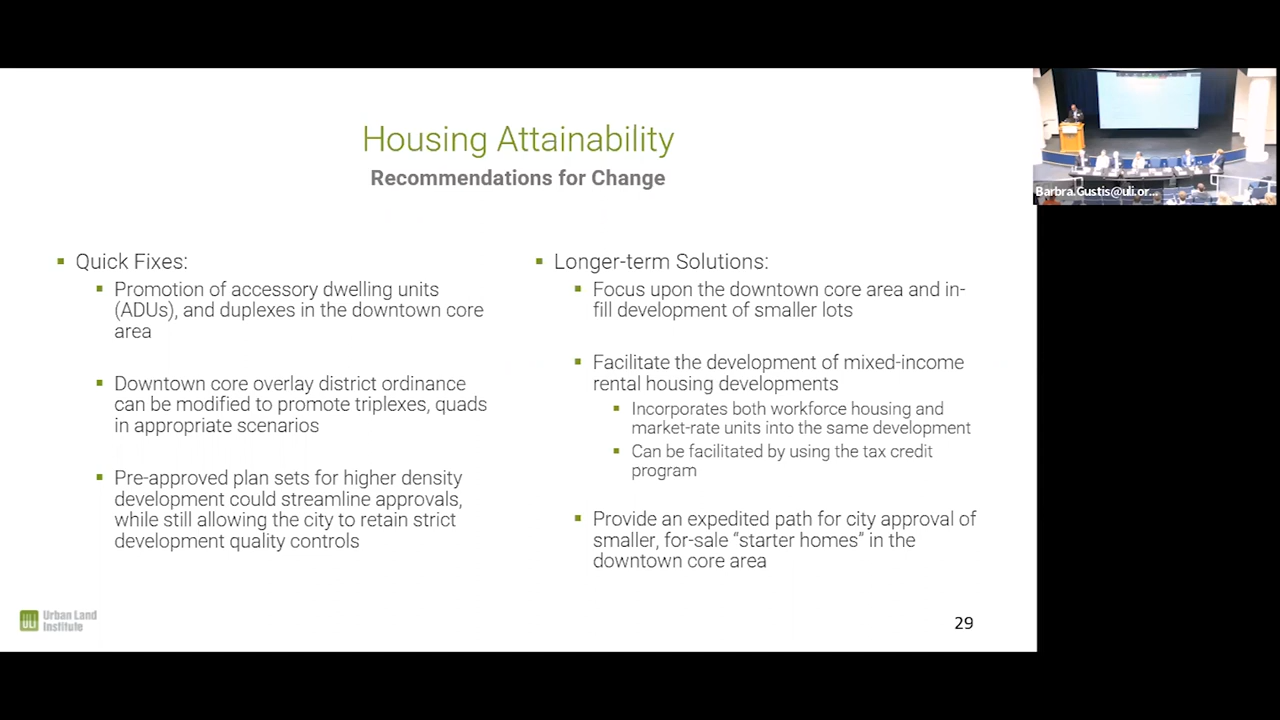 Housing Attainability
Recommendations for Change
Quick Fixes:
Promotion of accessory dwelling units
(ADUs), and duplexes in the downtown core
area
Downtown core overlay district ordinance
can be modified to promote triplexes, quads
in appropriate scenarios
Pre-approved plan sets for higher density
development could streamline approvals,
while still allowing the city to retain strict
development quality controls
Longer-term Solutions:
Focus upon the downtown core area and in-
fill development of smaller lots
Facilitate the development of mixed-income
rental housing developments
Incorporates both workforce housing and
market-rate units into the same development
Can be facilitated by using the tax credit
program
Provide an expedited path for city approval of
smaller, for-sale “starter homes” in the
downtown core area
ULI
Urban Land
Institute
29
Barbra.Gustis@uli.or...